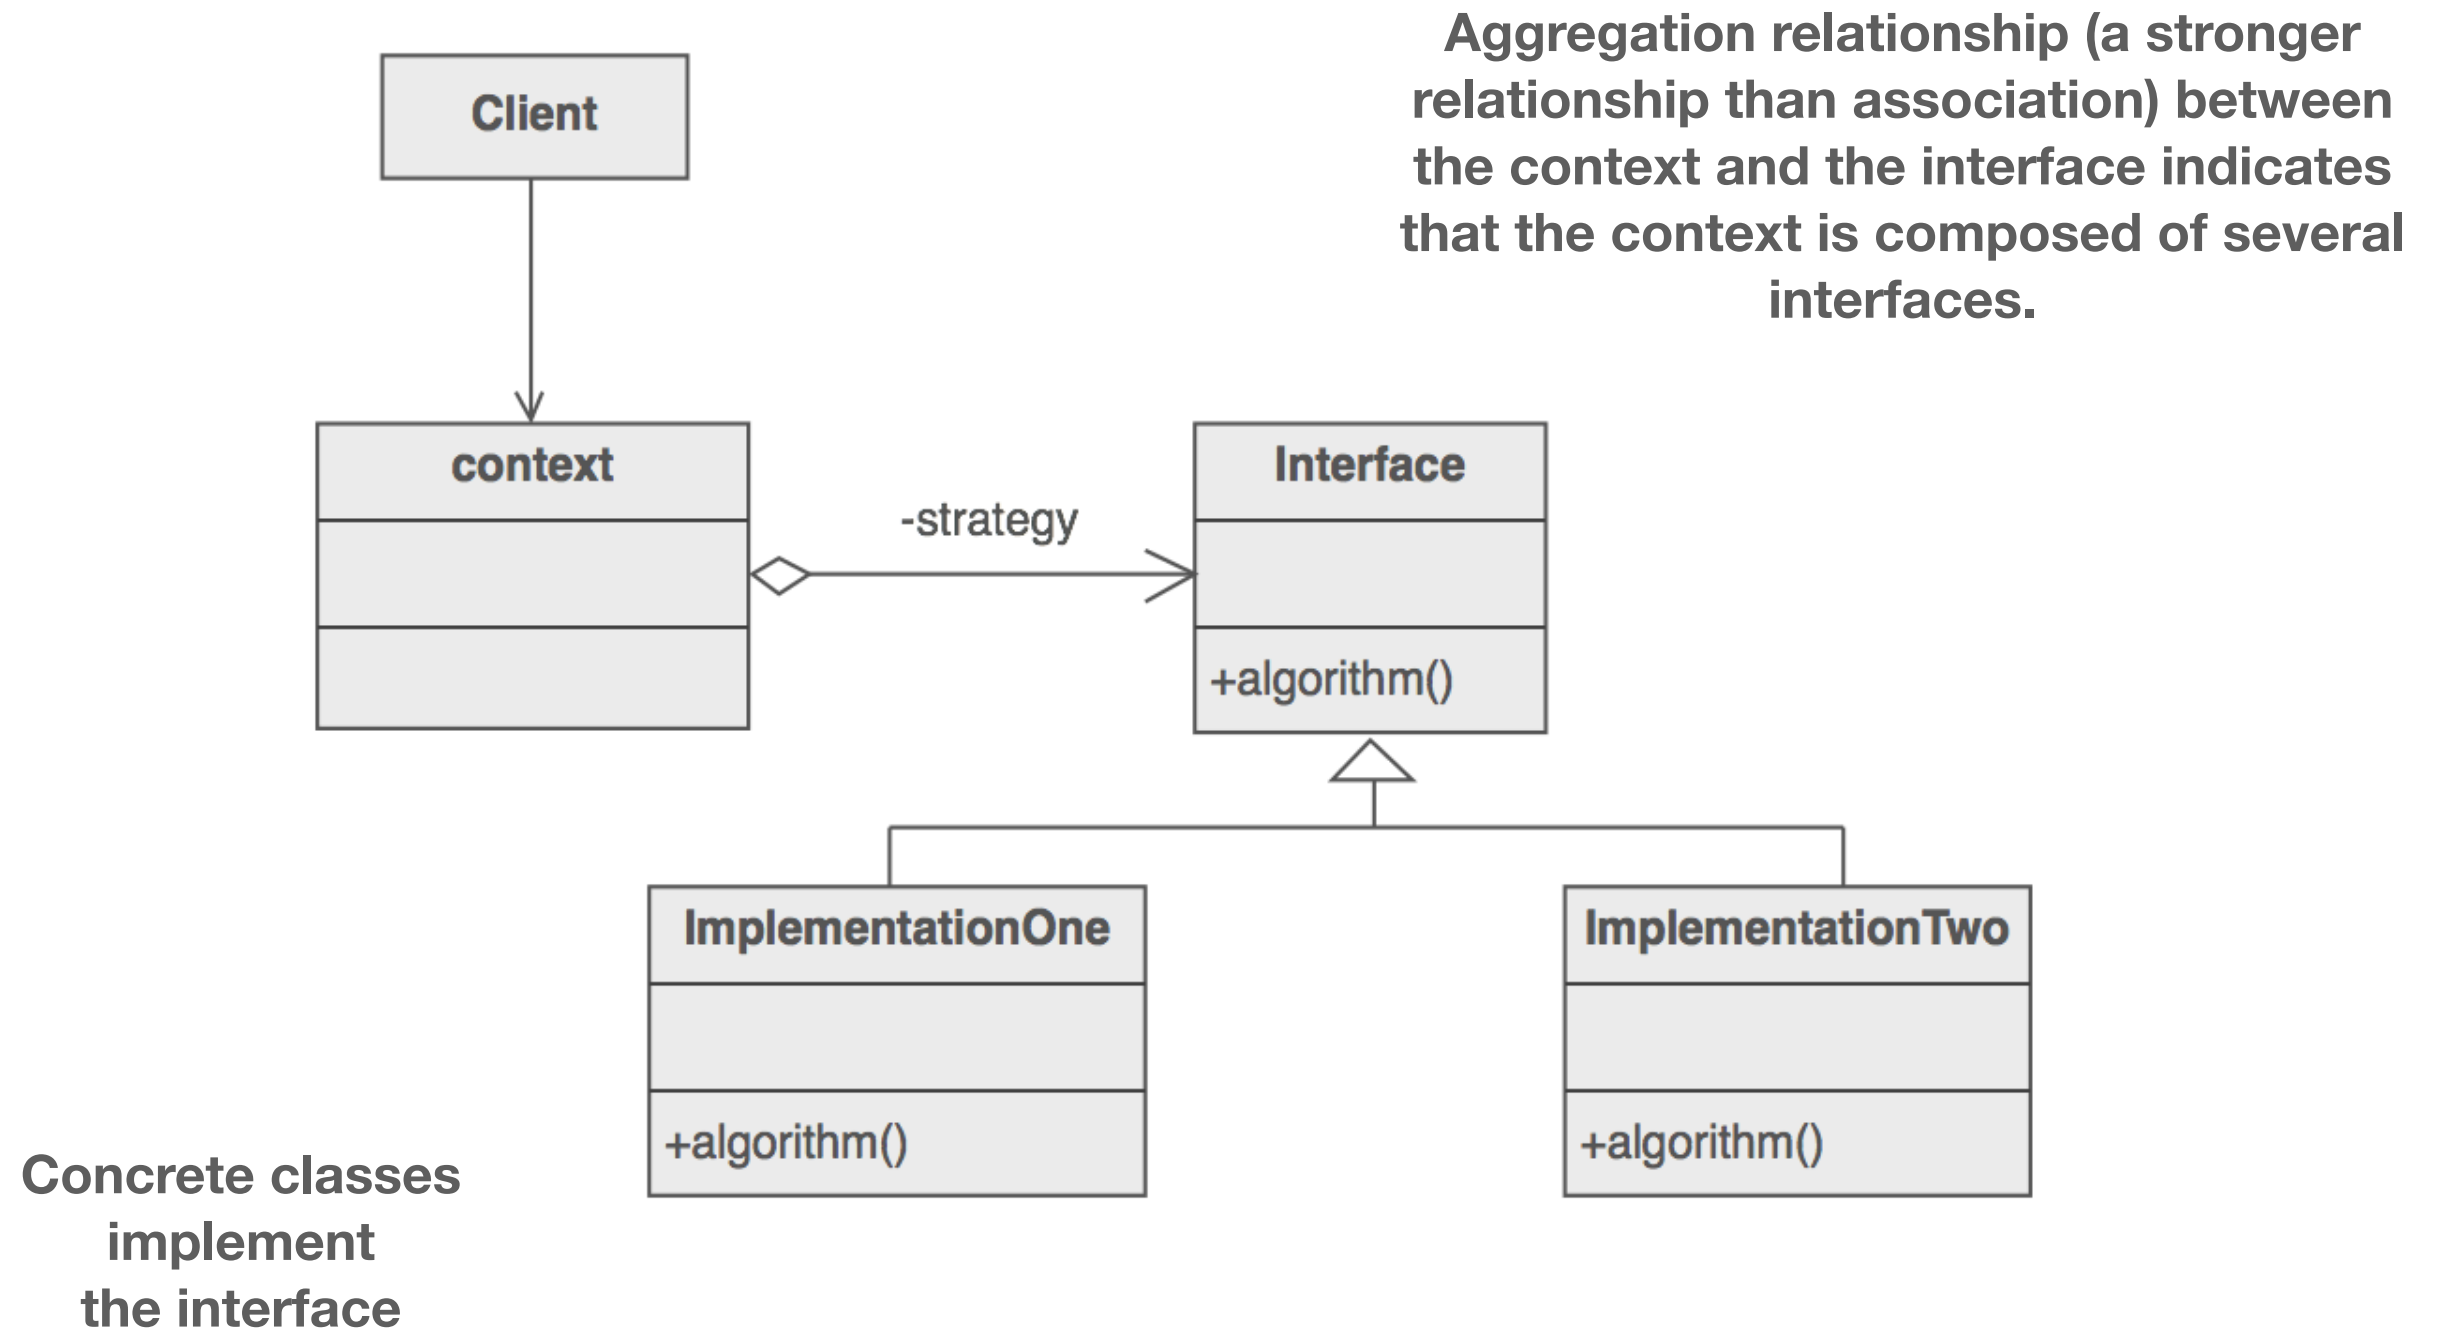 Aggregation relationship (a stronger
relationship than association) between
the context and the interface indicates
that the context is composed of several
interfaces.
Client
context
-strategy
Interface
+algorithm()
ImplementationOne
+algorithm()
ImplementationTwo
+algorithm()
Concrete classes
implement
the interface